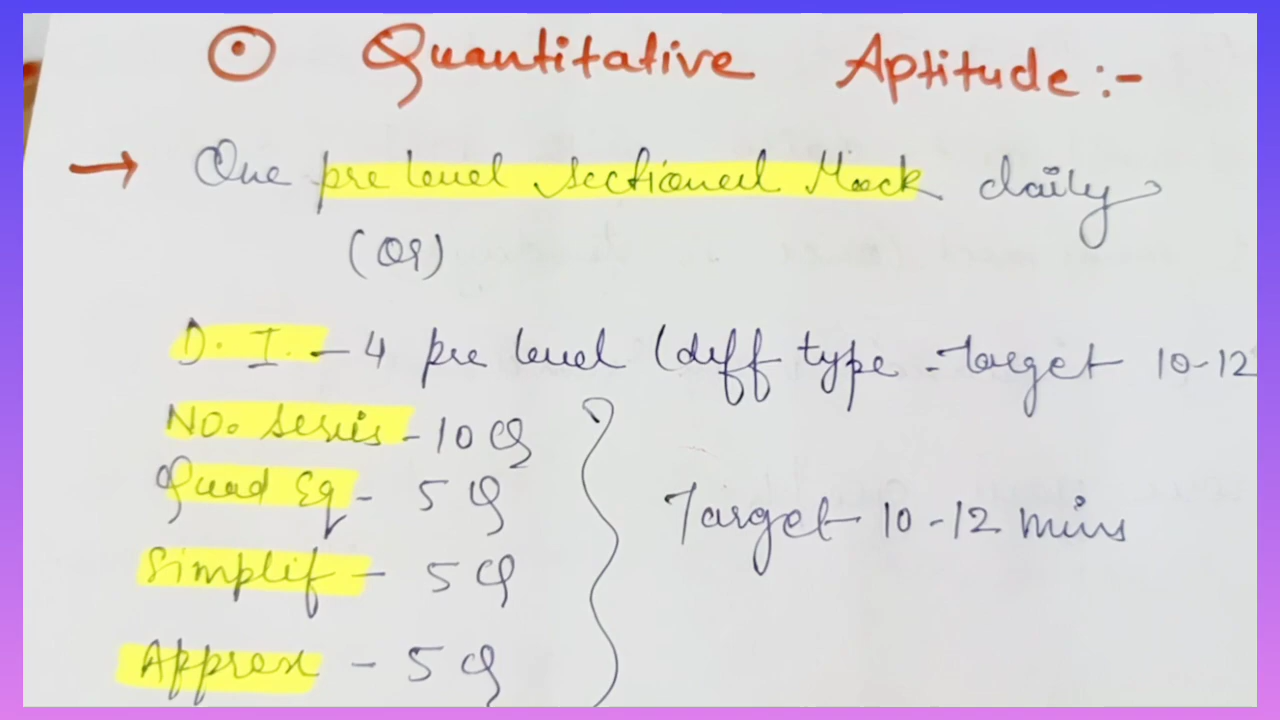 Quantitative Aptitude:-
→ One pre level sectional Mock daily
(OR)
D. I. - 4 pre level (diff type - Target 10-12
No. series - 10 Q
Quad Eq - 5 Q
Simplif - 5 Q
Approx - 5 Q
Target 10-12 mins